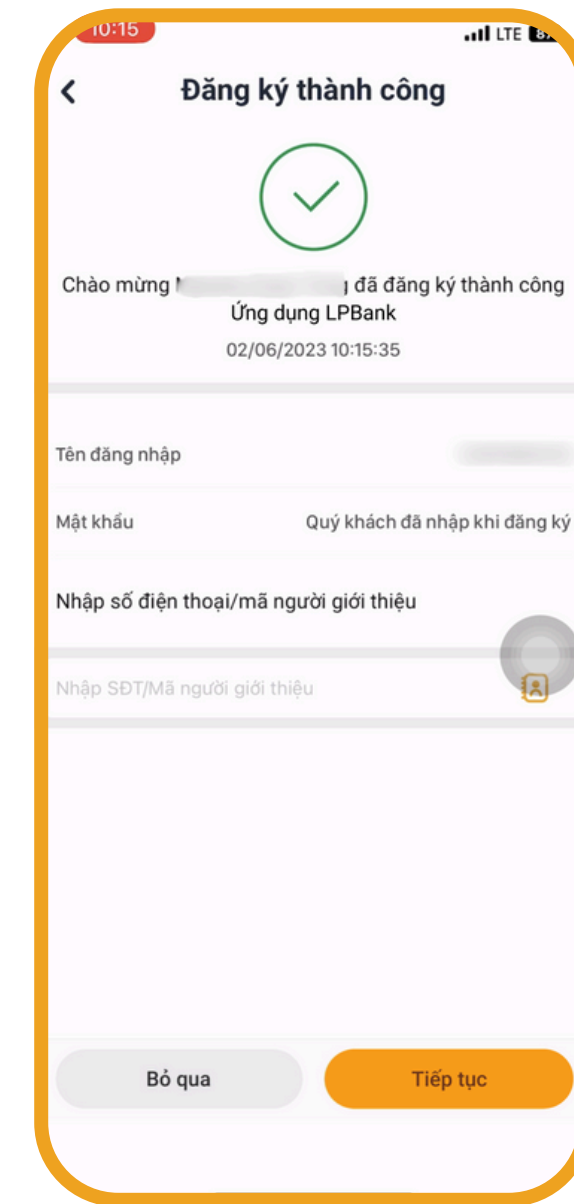 10:15 LTE
Đăng ký thành công
Chào mừng đã đăng ký thành công
Ứng dụng LPBank
02/06/2023 10:15:35
Tên đăng nhập
Mật khẩu Quý khách đã nhập khi đăng ký
Nhập số điện thoại/mã người giới thiệu
Nhập SĐT/Mã người giới thiệu
Bỏ qua Tiếp tục